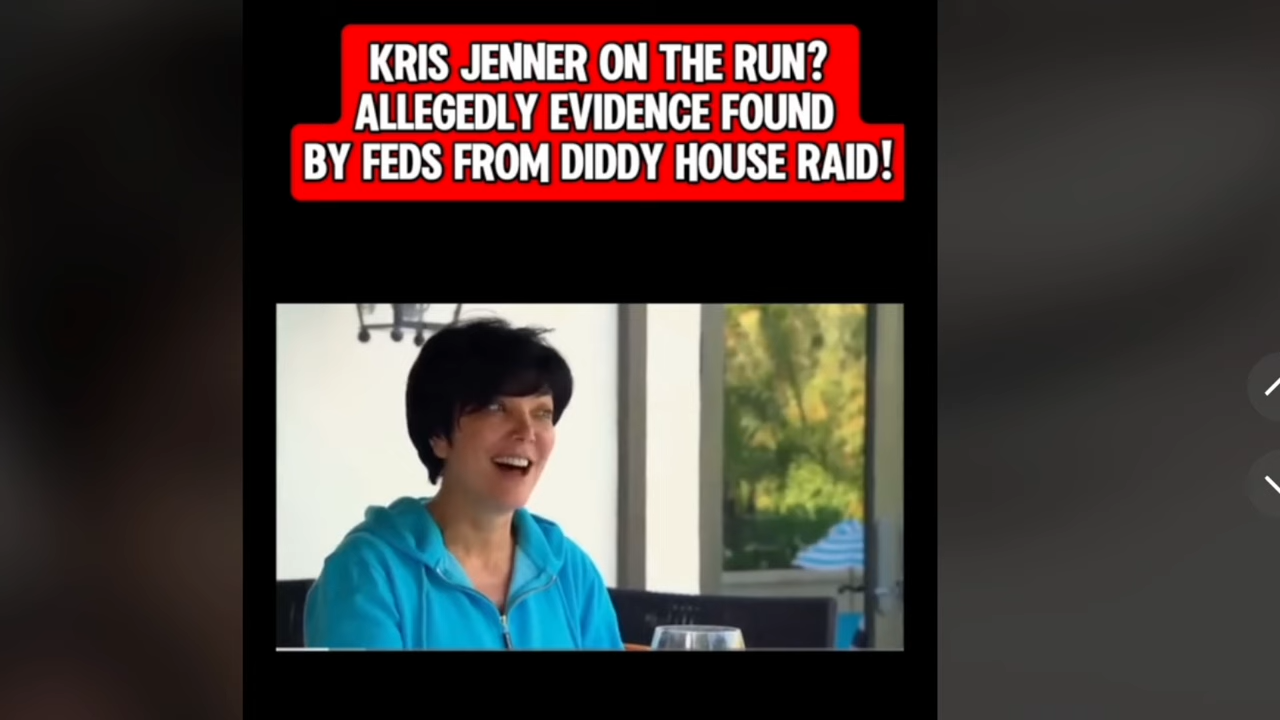 KRIS JENNER ON THE RUN?
ALLEGEDLY EVIDENCE FOUND
BY FEDS FROM DIDDY HOUSE RAID!